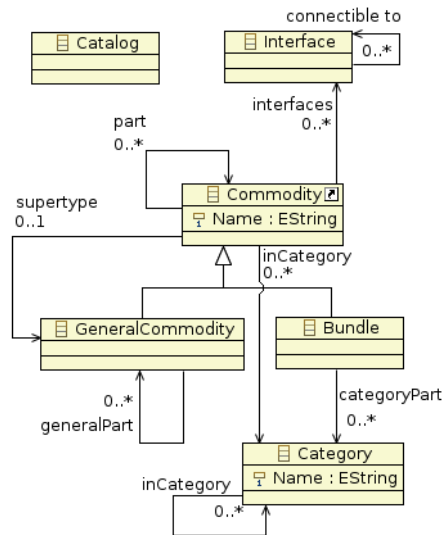 connectible to
Catalog
Interface
0..*
interfaces
0..*
part
0..*
Commodity
Name : EString
supertype
0..1
inCategory
0..*
GeneralCommodity
Bundle
0..*
generalPart
categoryPart
0..*
Category
Name : EString
inCategory
0..*